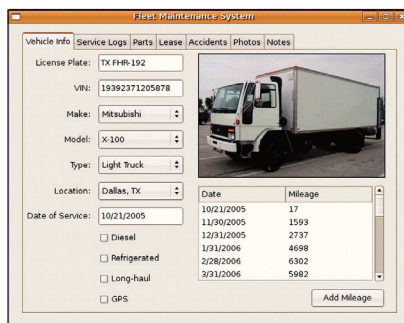 Fleet Maintenance System
Vehicle Info Service Logs Parts Lease Accidents Photos Notes
License Plate: TX FHR-192
VIN: 19392371205878
Make: Mitsubishi
Model: X-100
Type: Light Truck
Location: Dallas, TX
Date of Service: 10/21/2005
Diesel
Refrigerated
Long-haul
GPS
Date Mileage
10/21/2005 17
11/30/2005 1593
12/31/2005 2737
1/31/2006 4698
2/28/2006 6302
3/31/2006 5982
Add Mileage